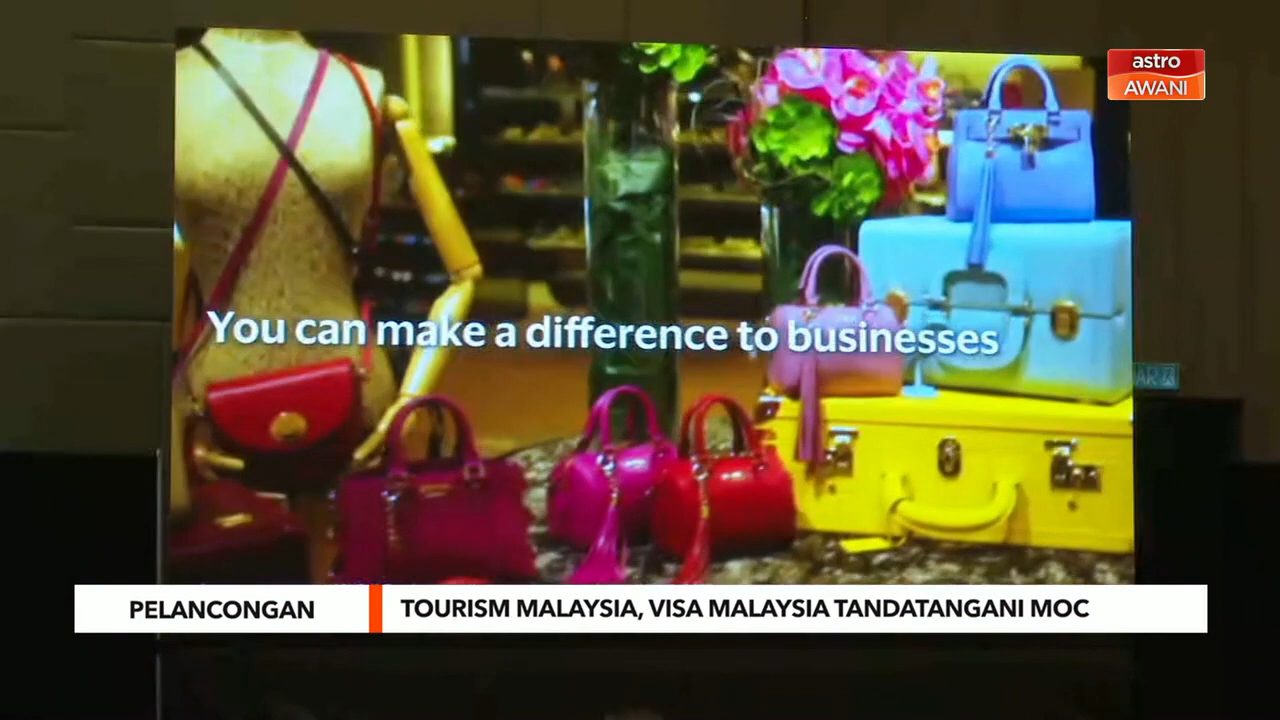 astro
AWANI
You can make a difference to businesses
PELANCONGAN
TOURISM MALAYSIA, VISA MALAYSIA TANDATANGANI MOC